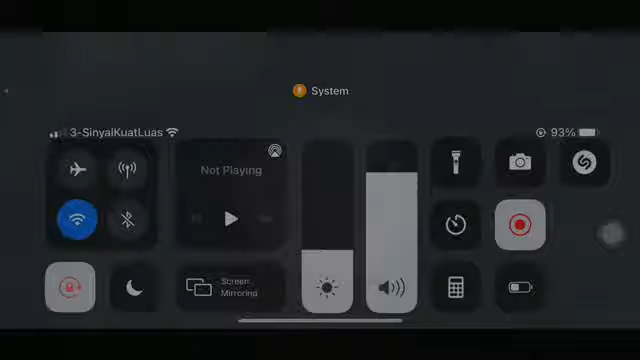 System
3-SinyalKuatLuas
93%
Not Playing
Screen
Mirroring